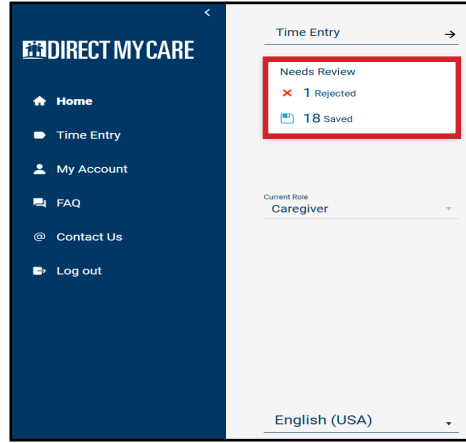 DIRECT MY CARE
Home
Time Entry
My Account
FAQ
@ Contact Us
Log out
Time Entry
Needs Review
1 Rejected
18 Saved
Current Role
Caregiver
English (USA)